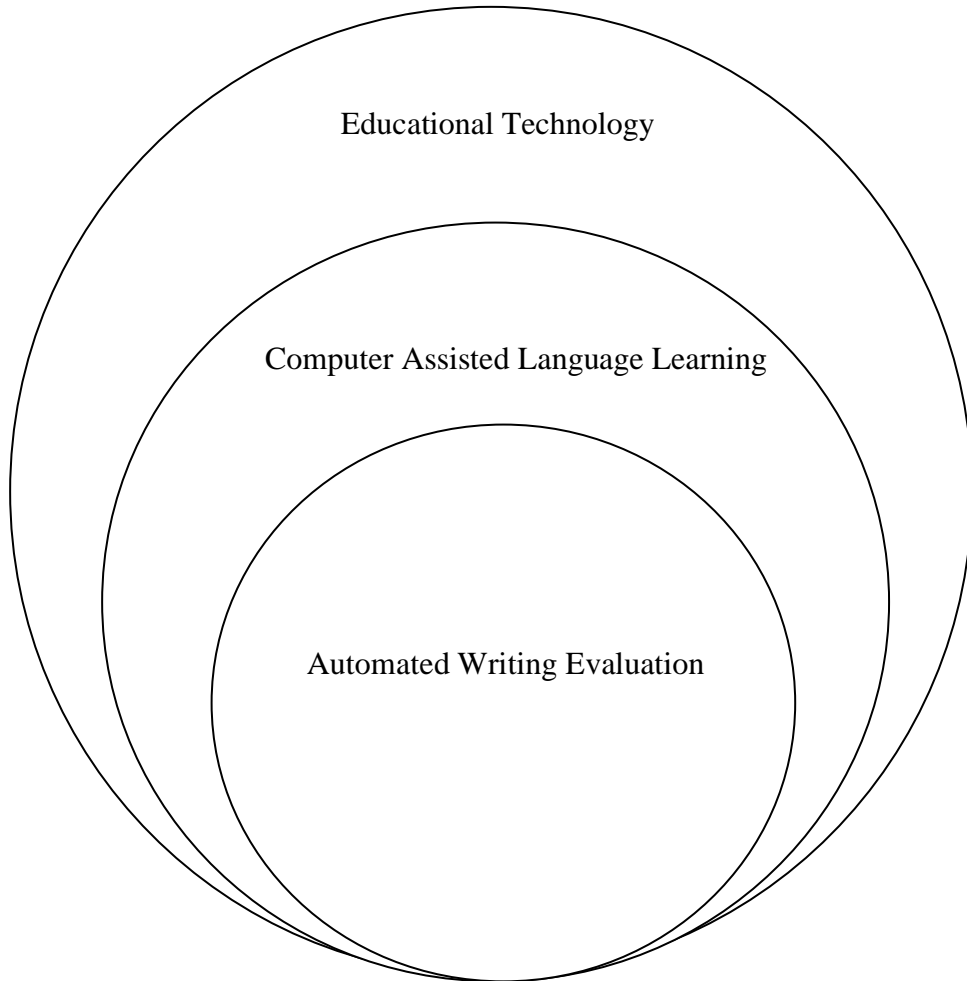 Educational Technology
Computer Assisted Language Learning
Automated Writing Evaluation